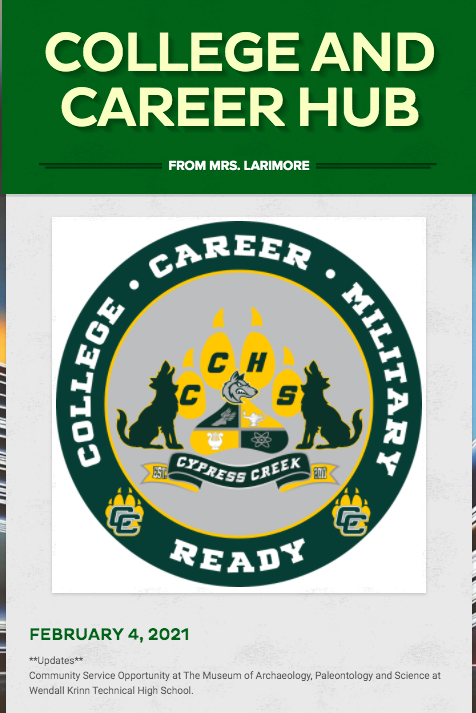 COLLEGE AND
CAREER HUB
FROM MRS. LARIMORE
COLLEGE • CAREER • MILITARY
READY
C C H S
CYPRESS CREEK
EST.
2017
CC
CC
FEBRUARY 4, 2021
**Updates**
Community Service Opportunity at The Museum of Archaeology, Paleontology and Science at
Wendall Krinn Technical High School.